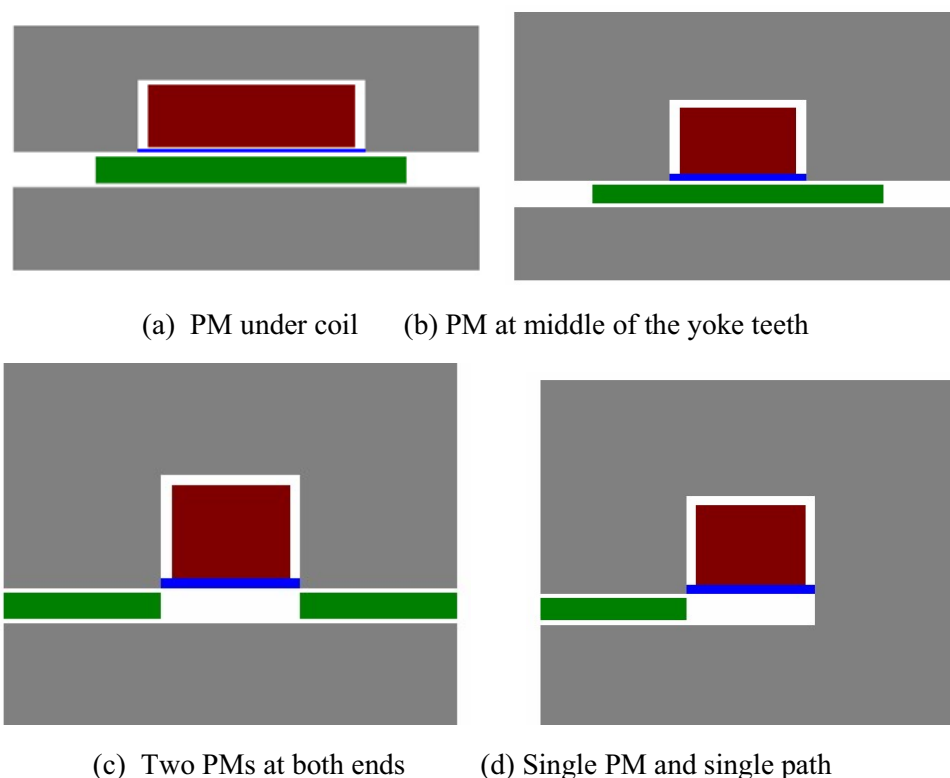 (a) PM under coil (b) PM at middle of the yoke teeth
(c) Two PMs at both ends (d) Single PM and single path